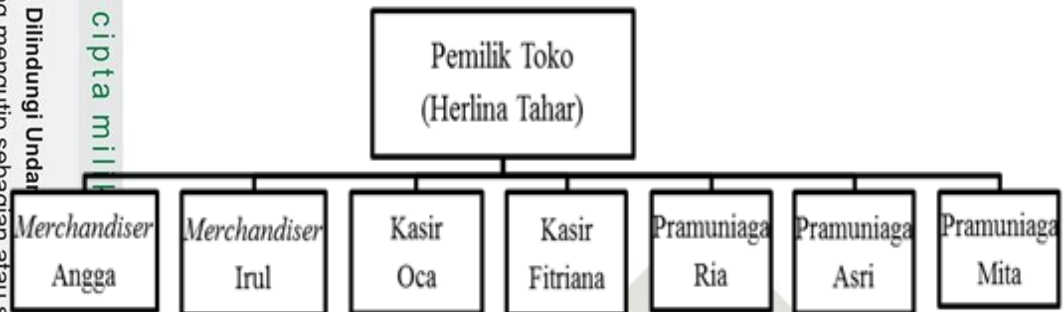 cipta mili
Dilindungi Undan
Pemilik Toko
(Herlina Tahar)
Merchandiser
Angga
Merchandiser
Irul
Kasir
Oca
Kasir
Fitriana
Pramuniaga
Ria
Pramuniaga
Asri
Pramuniaga
Mita